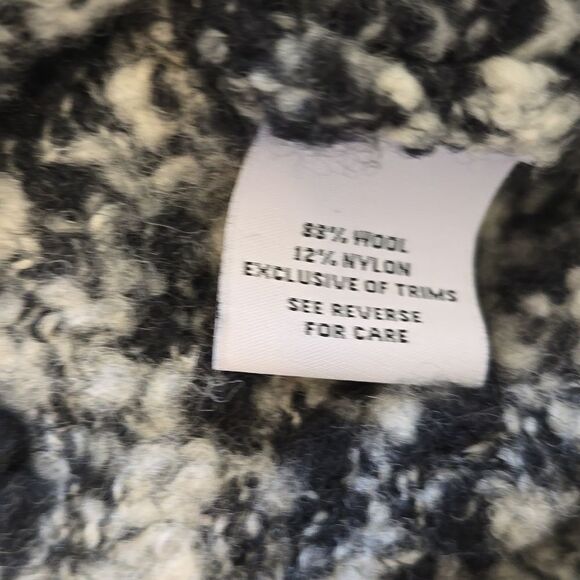 88% WOOL
12% NYLON
EXCLUSIVE OF TRIMS
SEE REVERSE
FOR CARE